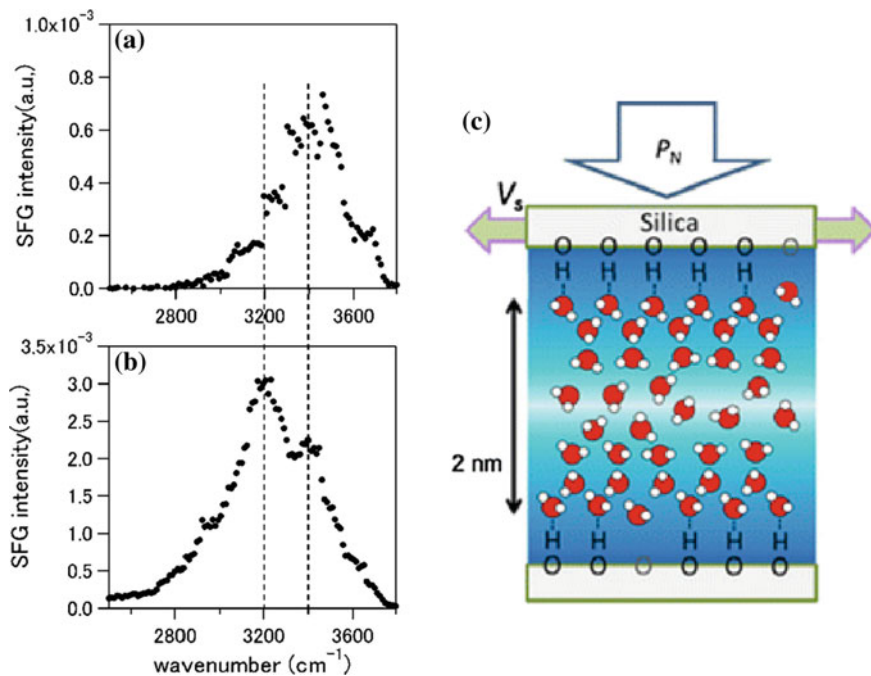 (a)
1.0x10⁻³
0.8
0.6
0.4
0.2
0.0
SFG intensity(a.u,)
2800 3200 3600
(b)
3.5x10⁻³
3.0
2.5
2.0
1.5
1.0
0.5
0.0
SFG intensity(a.u,)
2800 3200 3600
wavenumber (cm⁻¹)
(c)
P_N
V_s
Silica
O O O O O O
H H H H H
2 nm
H H H H H
O O O O O O